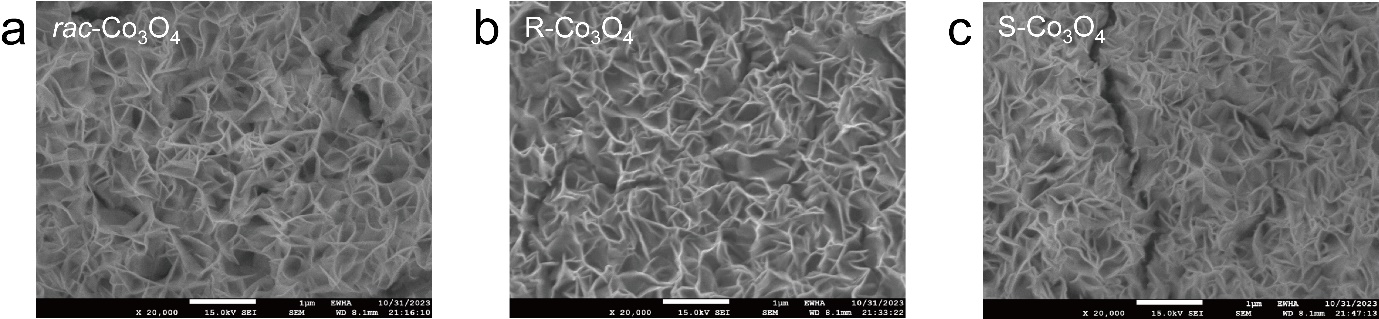 a
rac-Co3O4
1μm EWHA 10/31/2023
X 20,000 15.0kV SEI SEM WD 8.1mm 21:16:10
b
R-Co3O4
1μm EWHA 10/31/2023
X 20,000 15.0kV SEI SEM WD 8.1mm 21:33:22
c
S-Co3O4
1μm EWHA 10/31/2023
X 20,000 15.0kV SEI SEM WD 8.1mm 21:47:13